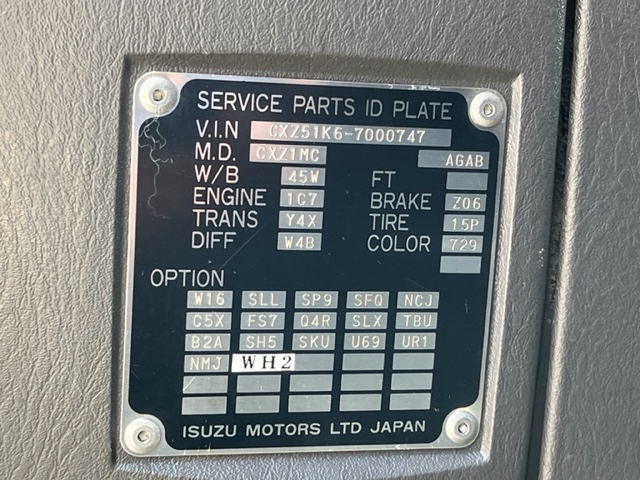 SERVICE PARTS ID PLATE
V.I.N CXZ51K6-7000747
M.D. CXZ1MC AGAB
W/B 45W FT
ENGINE 1C7 BRAKE Z06
TRANS Y4X TIRE 15P
DIFF W4B COLOR 729
OPTION
W16 SLL SP9 SFQ NCJ
C5X FS7 Q4R SLX TBU
B2A SH5 SKU U69 UR1
NMJ WH2
ISUZU MOTORS LTD JAPAN